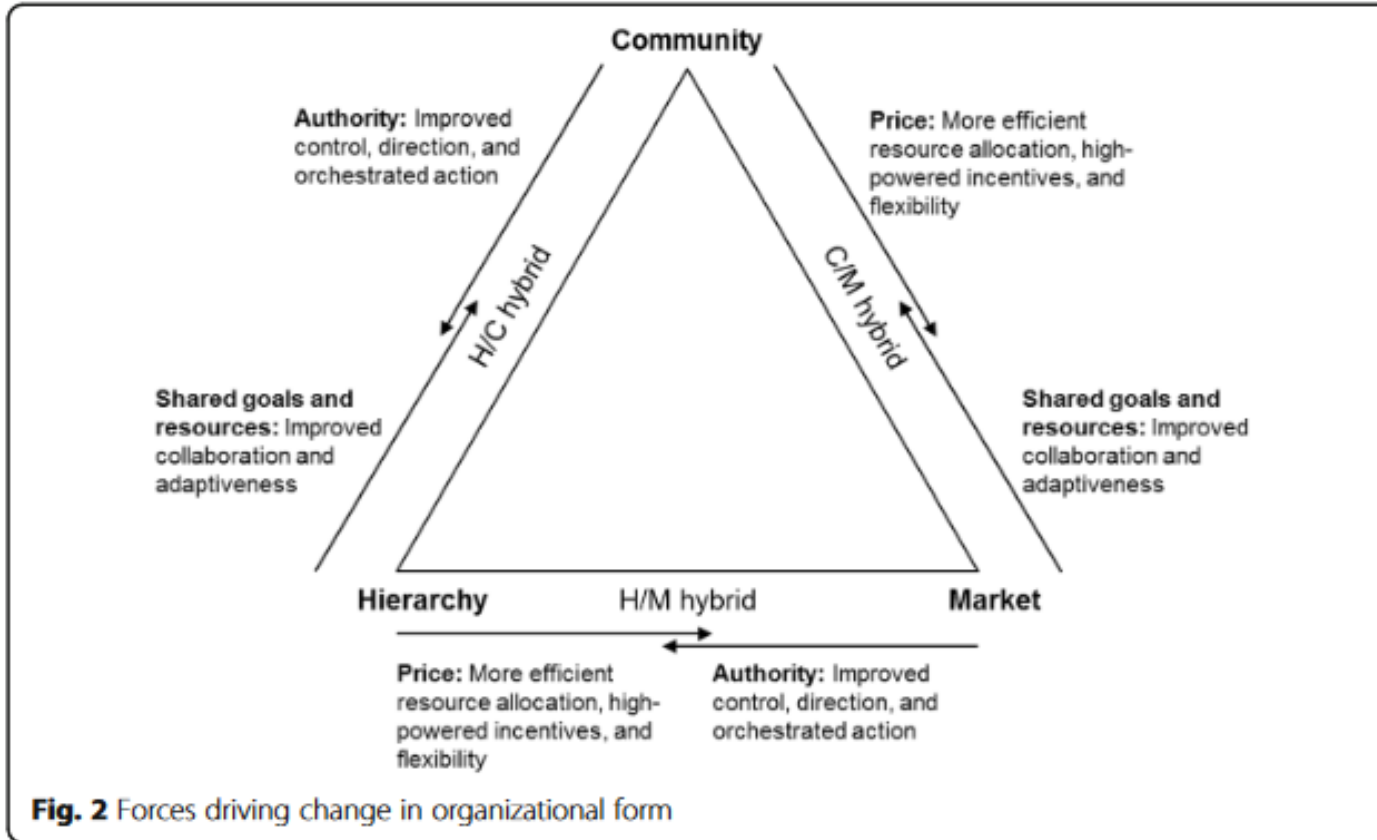 Community
Authority: Improved
control, direction, and
orchestrated action
Price: More efficient
resource allocation, high-
powered incentives, and
flexibility
H/C hybrid
C/M hybrid
Shared goals and
resources: Improved
collaboration and
adaptiveness
Shared goals and
resources: Improved
collaboration and
adaptiveness
Hierarchy
H/M hybrid
Market
Price: More efficient
resource allocation, high-
powered incentives, and
flexibility
Authority: Improved
control, direction, and
orchestrated action
Fig. 2 Forces driving change in organizational form